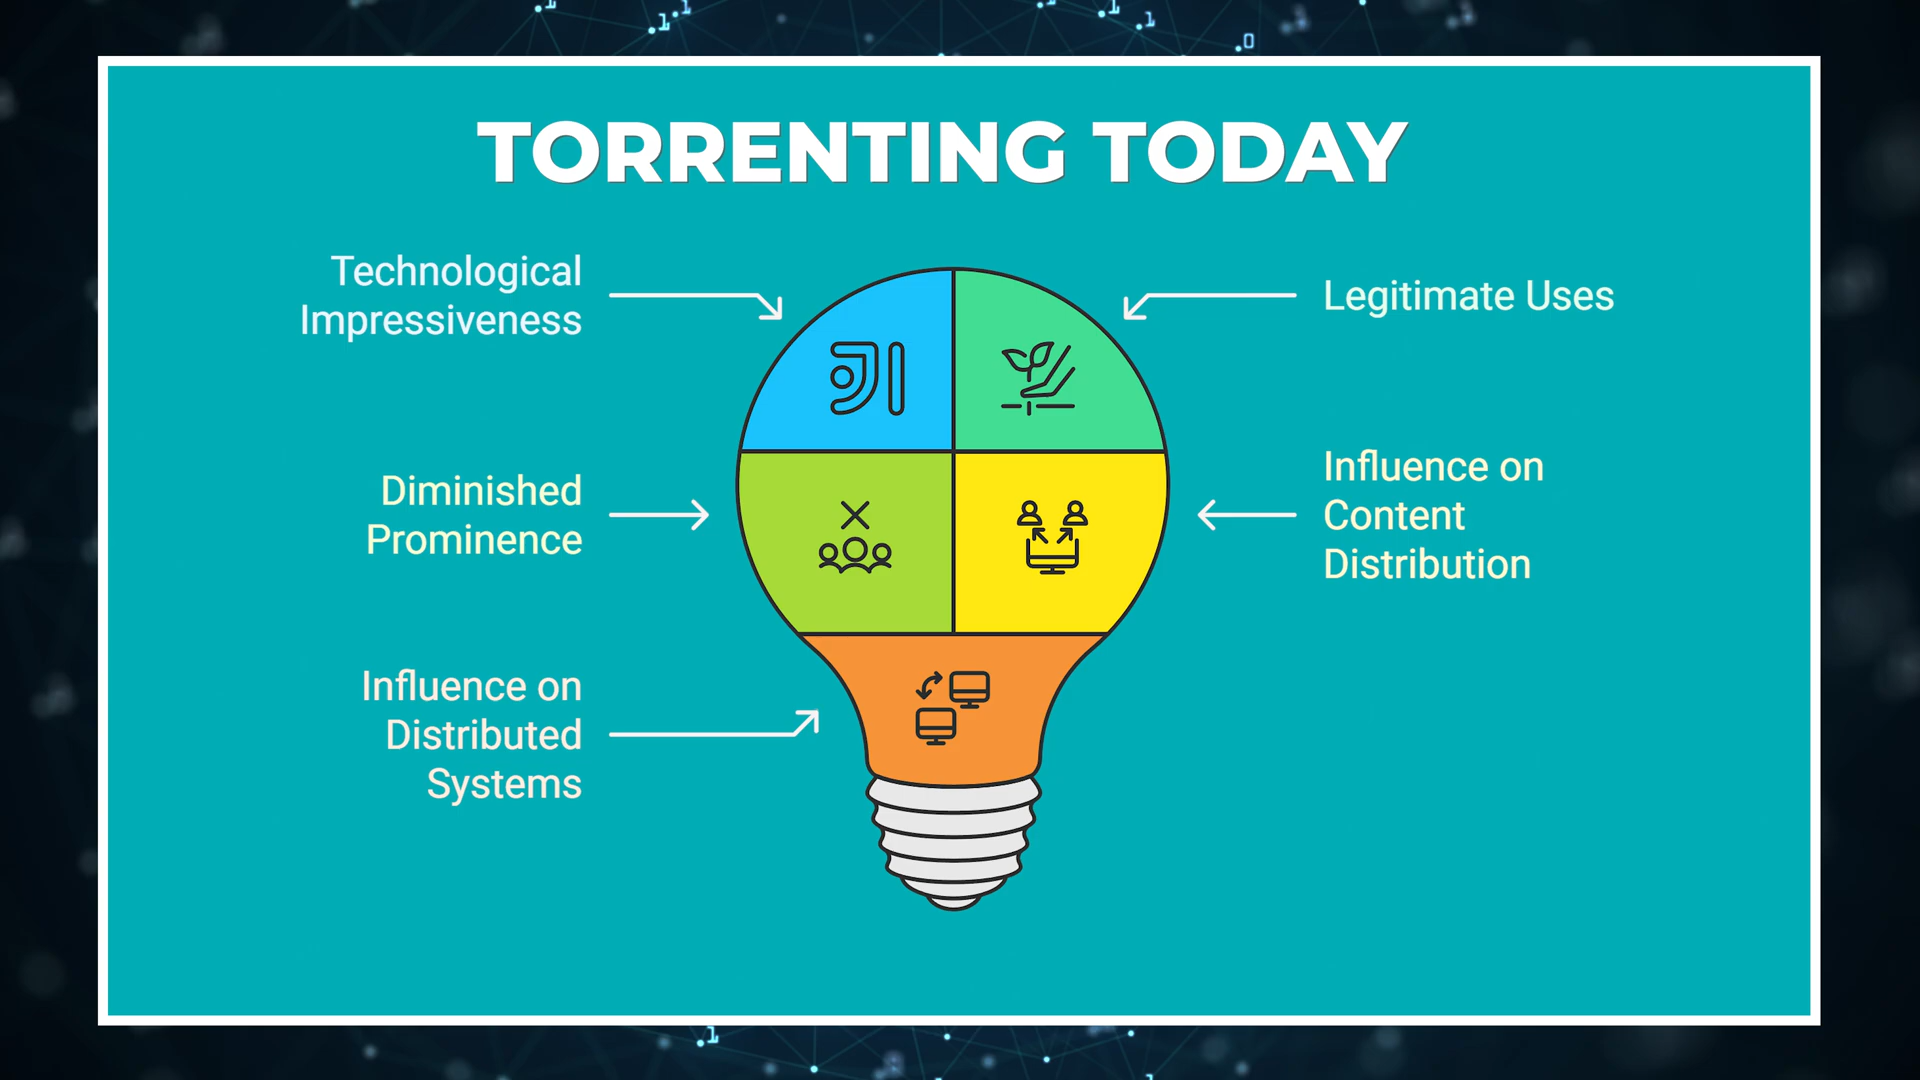 TORRENTING TODAY
Technological
Impressiveness
Legitimate Uses
Diminished
Prominence
Influence on
Content
Distribution
Influence on
Distributed
Systems